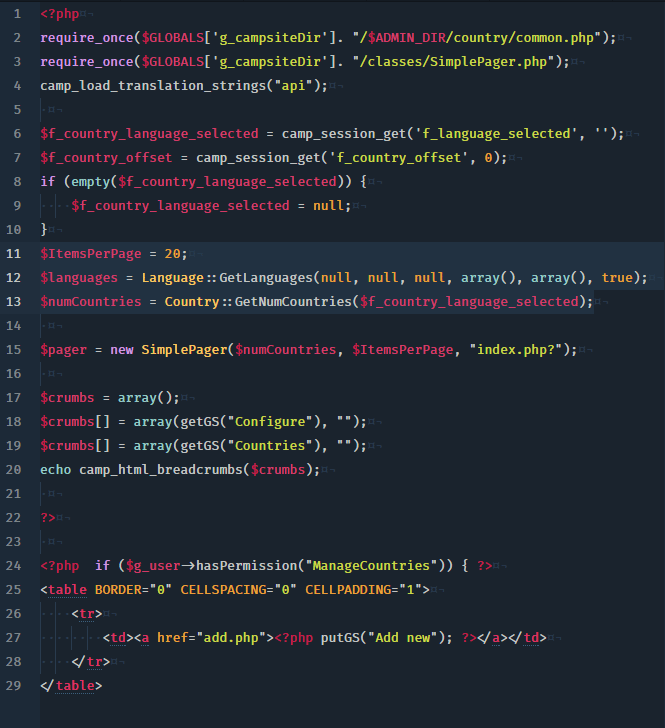 1 <?php
2 require_once($GLOBALS['g_campsiteDir']. "/$ADMIN_DIR/country/common.php");
3 require_once($GLOBALS['g_campsiteDir']. "/classes/SimplePager.php");
4 camp_load_translation_strings("api");
5
6 $f_country_language_selected = camp_session_get('f_language_selected', '');
7 $f_country_offset = camp_session_get('f_country_offset', 0);
8 if (empty($f_country_language_selected)) {
9     $f_country_language_selected = null;
10 }
11 $ItemsPerPage = 20;
12 $languages = Language::GetLanguages(null, null, null, array(), array(), true);
13 $numCountries = Country::GetNumCountries($f_country_language_selected);
14
15 $pager = new SimplePager($numCountries, $ItemsPerPage, "index.php?");
16
17 $crumbs = array();
18 $crumbs[] = array(getGS("Configure"), "");
19 $crumbs[] = array(getGS("Countries"), "");
20 echo camp_html_breadcrumbs($crumbs);
21
22 ?>
23
24 <?php  if ($g_user->hasPermission("ManageCountries")) { ?>
25 <table BORDER="0" CELLSPACING="0" CELLPADDING="1">
26     <tr>
27         <td><a href="add.php"><?php putGS("Add new"); ?></a></td>
28     </tr>
29 </table>